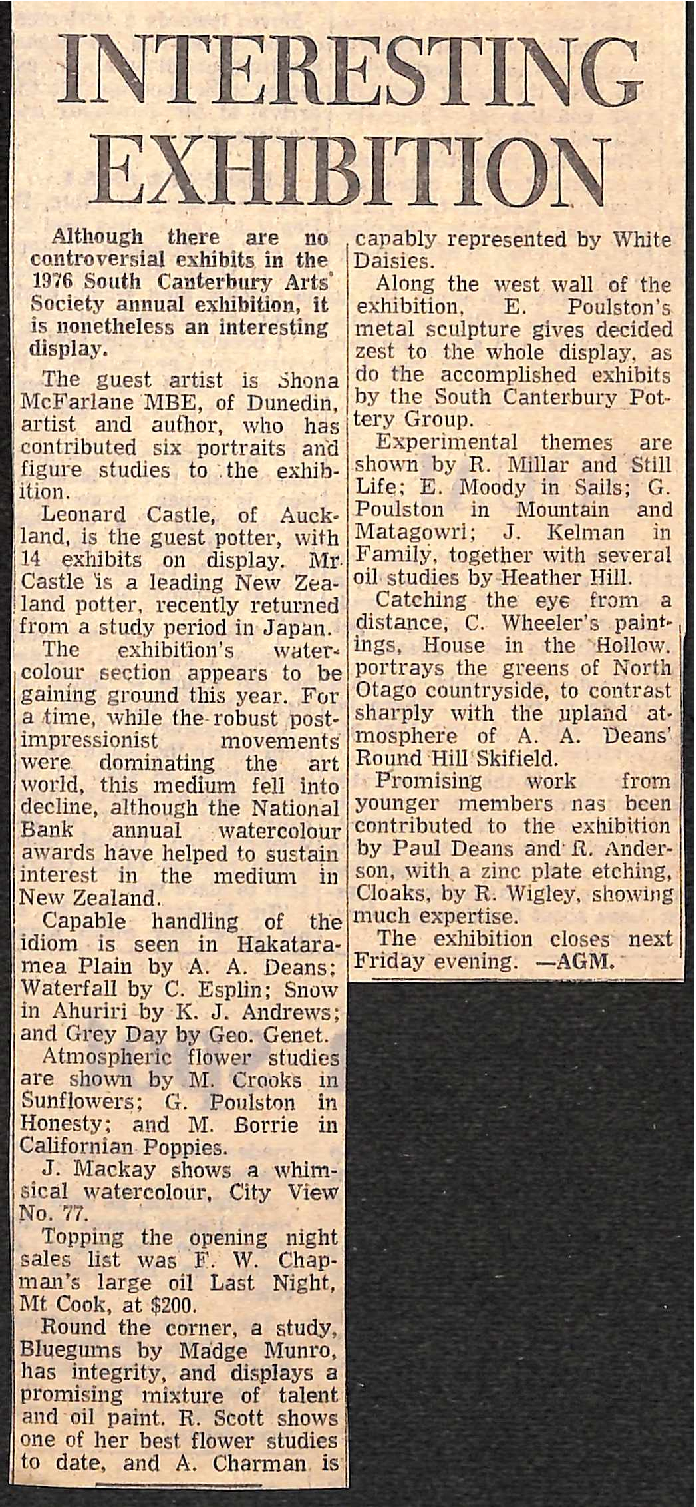 INTERESTING
EXHIBITION
Although there are no
controversial exhibits in the
1976 South Canterbury Arts'
Society annual exhibition, it
is nonetheless an interesting
display.
The guest artist is Shona
McFarlane MBE, of Dunedin,
artist and author, who has
contributed six portraits and
figure studies to the exhib-
ition.
Leonard Castle, of Auck-
land, is the guest potter, with
14 exhibits on display. Mr
Castle is a leading New Zea-
land potter, recently returned
from a study period in Japan.
The exhibition's water-
colour section appears to be
gaining ground this year. For
a time, while the robust post-
impressionist movements
were dominating the art
world, this medium fell into
decline, although the National
Bank annual watercolour
awards have helped to sustain
interest in the medium in
New Zealand.
Capable handling of the
idiom is seen in Hakatara-
mea Plain by A. A. Deans;
Waterfall by C. Esplin; Snow
in Ahuriri by K. J. Andrews;
and Grey Day by Geo. Genet.
Atmospheric flower studies
are shown by M. Crooks in
Sunflowers; G. Poulston in
Honesty; and M. Borrie in
Californian Poppies.
J. Mackay shows a whim-
sical watercolour, City View
No. 77.
Topping the opening night
sales list was F. W. Chap-
man's large oil Last Night,
Mt Cook, at $200.
Round the corner, a study,
Bluegums by Madge Munro,
has integrity, and displays a
promising mixture of talent
and oil paint. R. Scott shows
one of her best flower studies
to date, and A. Charman is
capably represented by White
Daisies.
Along the west wall of the
exhibition, E. Poulston's
metal sculpture gives decided
zest to the whole display, as
do the accomplished exhibits
by the South Canterbury Pot-
tery Group.
Experimental themes are
shown by R. Millar and Still
Life; E. Moody in Sails; G.
Poulston in Mountain and
Matagowri; J. Kelman in
Family, together with several
oil studies by Heather Hill.
Catching the eye from a
distance, C. Wheeler's paint-
ings, House in the Hollow,
portrays the greens of North
Otago countryside, to contrast
sharply with the upland at-
mosphere of A. A. Deans'
Round Hill Skifield.
Promising work from
younger members has been
contributed to the exhibition
by Paul Deans and R. Ander-
son, with a zinc plate etching,
Cloaks, by R. Wigley, showing
much expertise.
The exhibition closes next
Friday evening. —AGM.